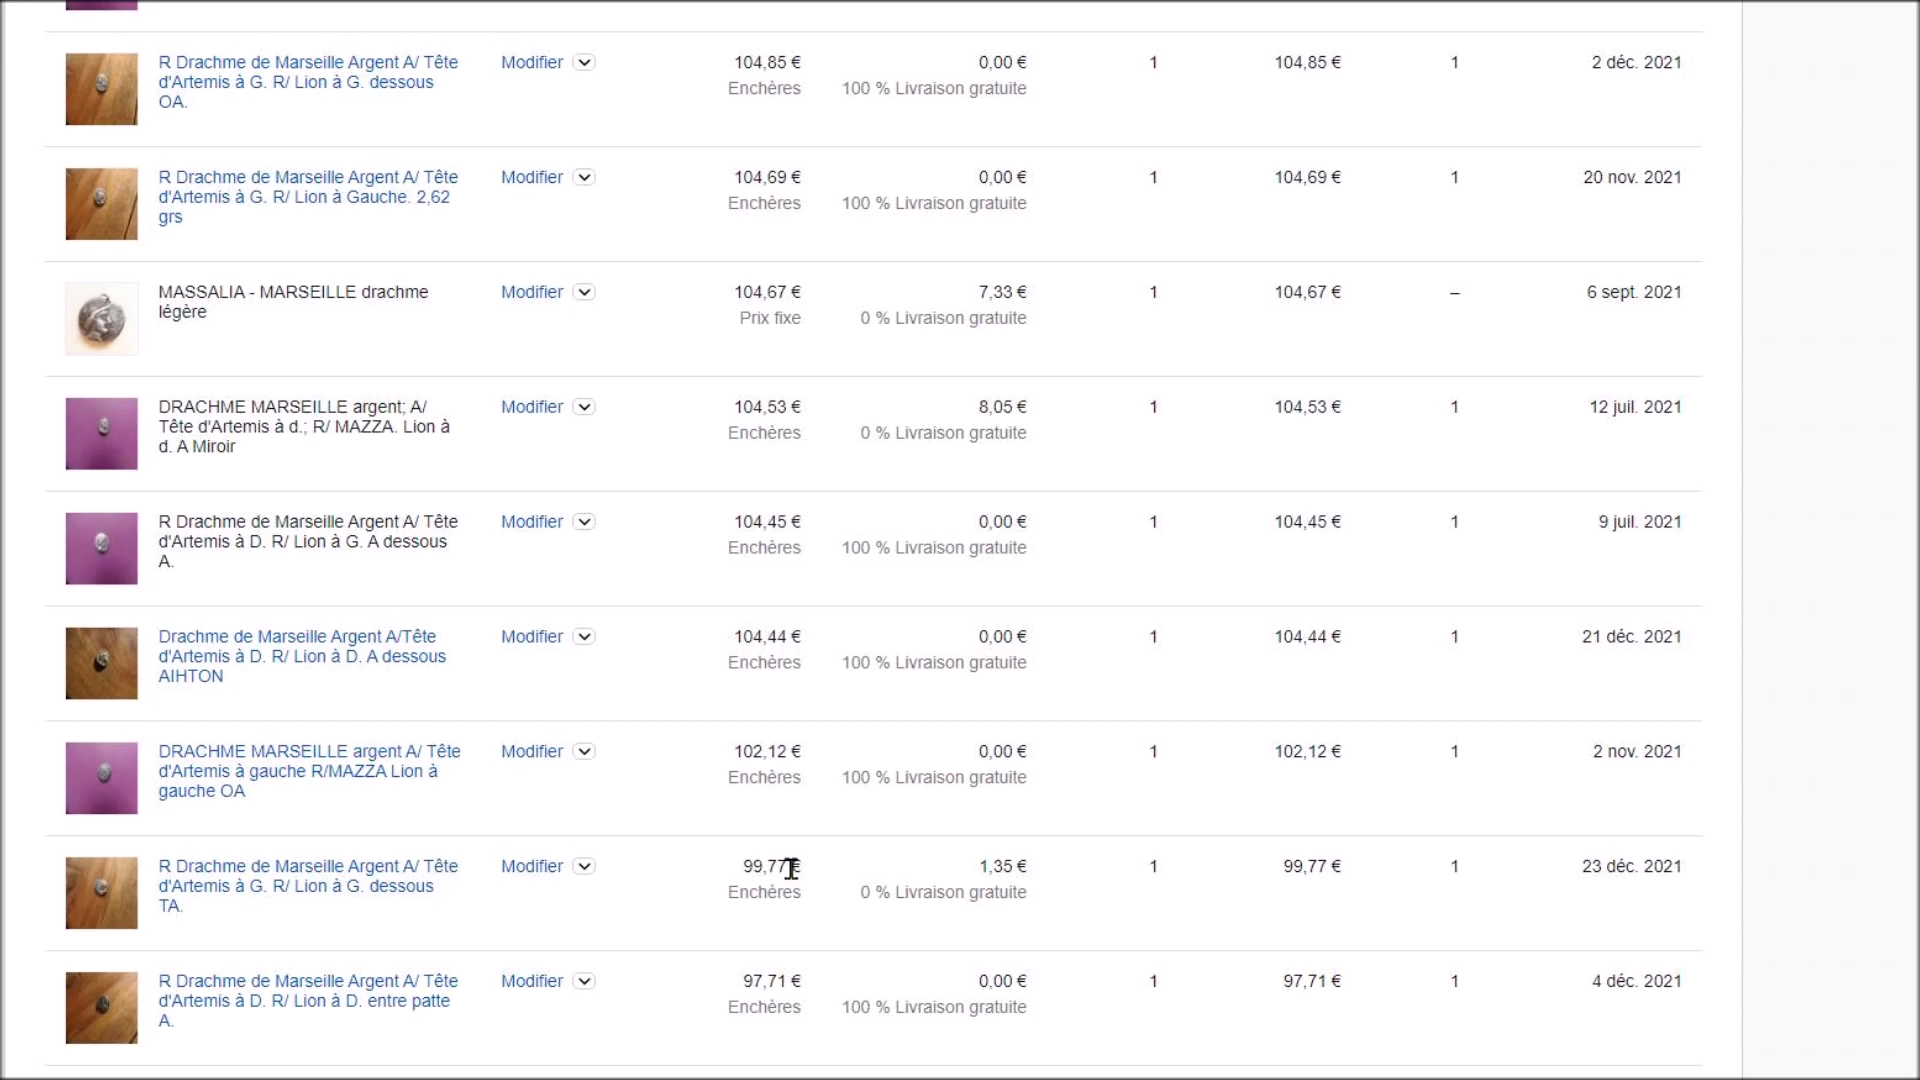 R Drachme de Marseille Argent A/ Tête Modifier 104,85 € 0,00 € 1 104,85 € 1 2 déc. 2021
d'Artemis à G. R/ Lion à G. dessous Enchères 100 % Livraison gratuite
OA.
R Drachme de Marseille Argent A/ Tête Modifier 104,69 € 0,00 € 1 104,69 € 1 20 nov. 2021
d'Artemis à G. R/ Lion à Gauche. 2,62 Enchères 100 % Livraison gratuite
grs
MASSALIA - MARSEILLE drachme Modifier 104,67 € 7,33 € 1 104,67 € – 6 sept. 2021
légère Prix fixe 0 % Livraison gratuite
DRACHME MARSEILLE argent; A/ Modifier 104,53 € 8,05 € 1 104,53 € 1 12 juil. 2021
Tête d'Artemis à d.; R/ MAZZA. Lion à Enchères 0 % Livraison gratuite
d. A Miroir
R Drachme de Marseille Argent A/ Tête Modifier 104,45 € 0,00 € 1 104,45 € 1 9 juil. 2021
d'Artemis à D. R/ Lion à G. A dessous Enchères 100 % Livraison gratuite
A.
Drachme de Marseille Argent A/Tête Modifier 104,44 € 0,00 € 1 104,44 € 1 21 déc. 2021
d'Artemis à D. R/ Lion à D. A dessous Enchères 100 % Livraison gratuite
AIHTON
DRACHME MARSEILLE argent A/ Tête Modifier 102,12 € 0,00 € 1 102,12 € 1 2 nov. 2021
d'Artemis à gauche R/MAZZA Lion à Enchères 100 % Livraison gratuite
gauche OA
R Drachme de Marseille Argent A/ Tête Modifier 99,77 € 1,35 € 1 99,77 € 1 23 déc. 2021
d'Artemis à G. R/ Lion à G. dessous Enchères 0 % Livraison gratuite
TA.
R Drachme de Marseille Argent A/ Tête Modifier 97,71 € 0,00 € 1 97,71 € 1 4 déc. 2021
d'Artemis à D. R/ Lion à D. entre patte Enchères 100 % Livraison gratuite
A.